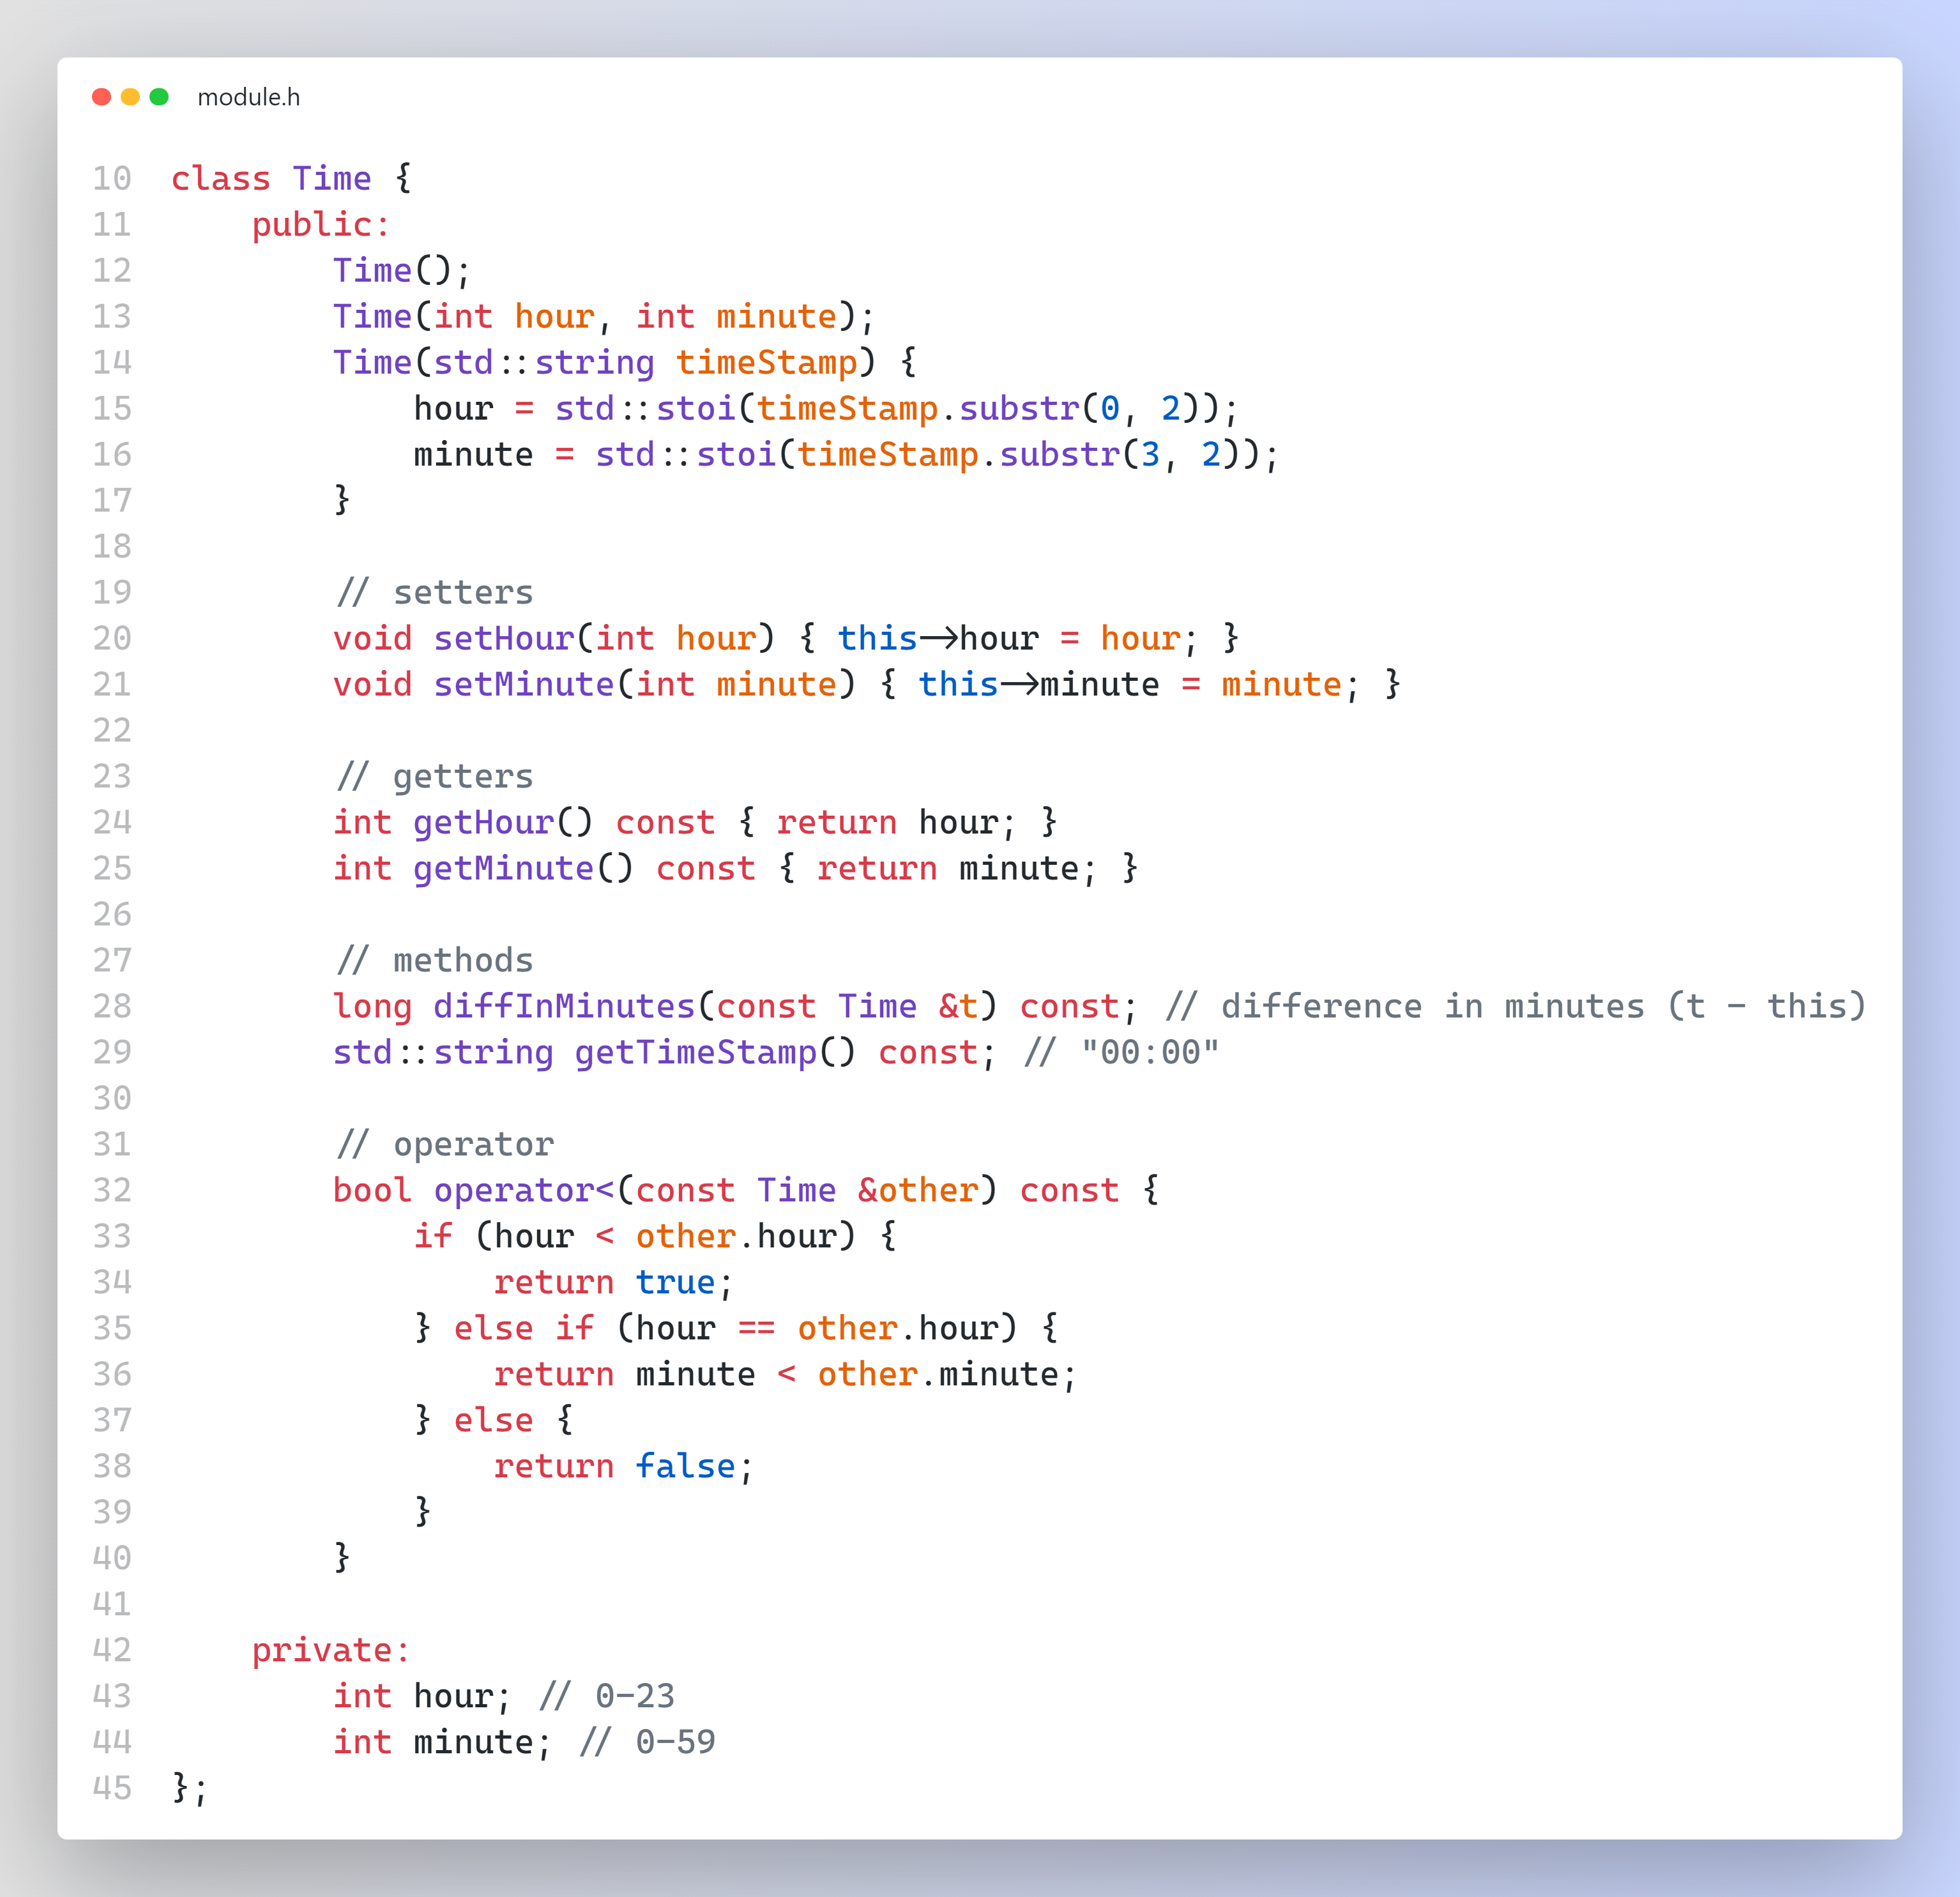 module.h
10 class Time {
11     public:
12         Time();
13         Time(int hour, int minute);
14         Time(std::string timeStamp) {
15             hour = std::stoi(timeStamp.substr(0, 2));
16             minute = std::stoi(timeStamp.substr(3, 2));
17         }
18
19         // setters
20         void setHour(int hour) { this->hour = hour; }
21         void setMinute(int minute) { this->minute = minute; }
22
23         // getters
24         int getHour() const { return hour; }
25         int getMinute() const { return minute; }
26
27         // methods
28         long diffInMinutes(const Time &t) const; // difference in minutes (t - this)
29         std::string getTimeStamp() const; // "00:00"
30
31         // operator
32         bool operator<(const Time &other) const {
33             if (hour < other.hour) {
34                 return true;
35             } else if (hour == other.hour) {
36                 return minute < other.minute;
37             } else {
38                 return false;
39             }
40         }
41
42     private:
43         int hour; // 0-23
44         int minute; // 0-59
45 };